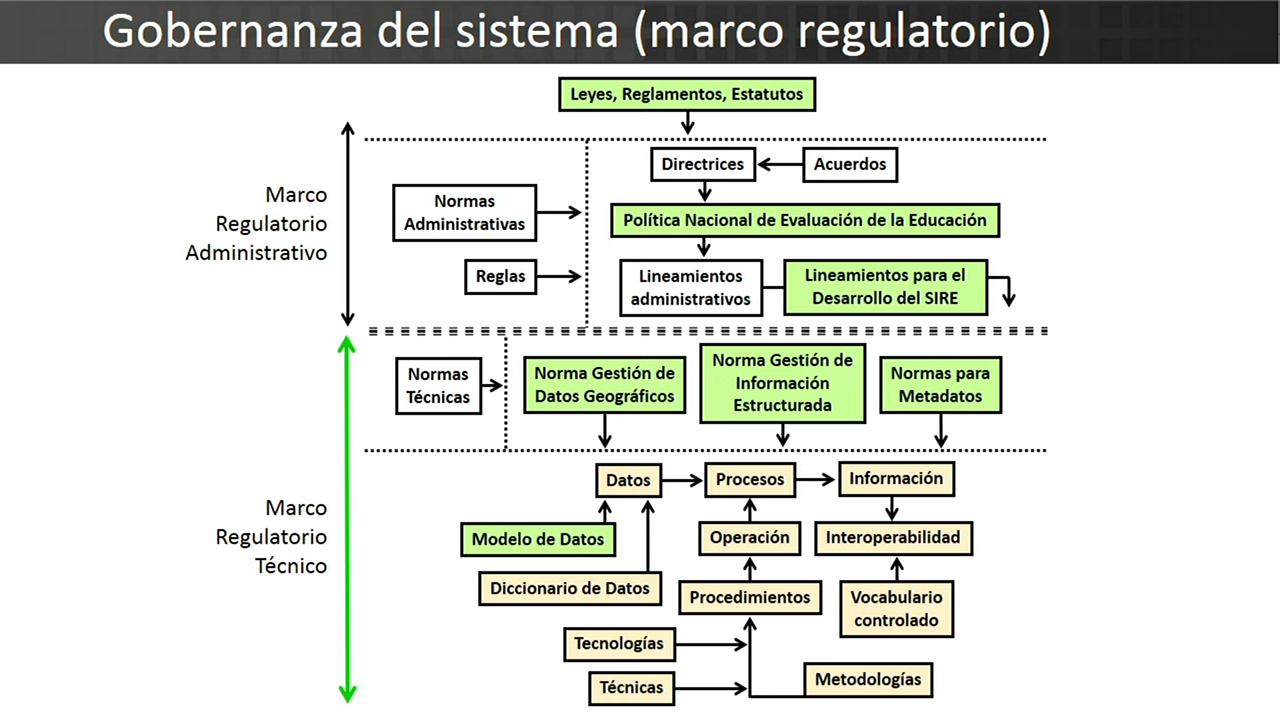 Gobernanza del sistema (marco regulatorio)
Leyes, Reglamentos, Estatutos
Directrices
Acuerdos
Marco
Regulatorio
Administrativo
Normas
Administrativas
Política Nacional de Evaluación de la Educación
Reglas
Lineamientos
administrativos
Lineamientos para el
Desarrollo del SIRE
Normas
Técnicas
Norma Gestión de
Datos Geográficos
Norma Gestión de
Información
Estructurada
Normas para
Metadatos
Marco
Regulatorio
Técnico
Datos
Procesos
Información
Modelo de Datos
Operación
Interoperabilidad
Diccionario de Datos
Procedimientos
Vocabulario
controlado
Tecnologías
Técnicas
Metodologías